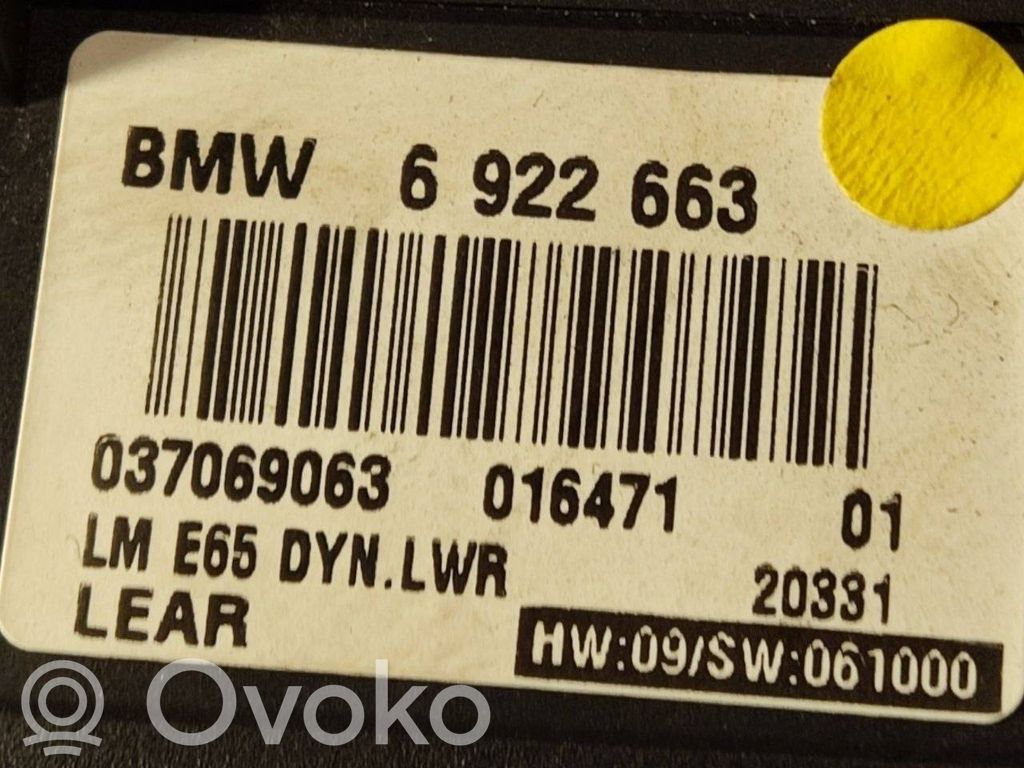 BMW 6 922 663
037069063 016471 01
LM E65 DYN.LWR 20331
LEAR HW:09/SW:061000
Ovoko